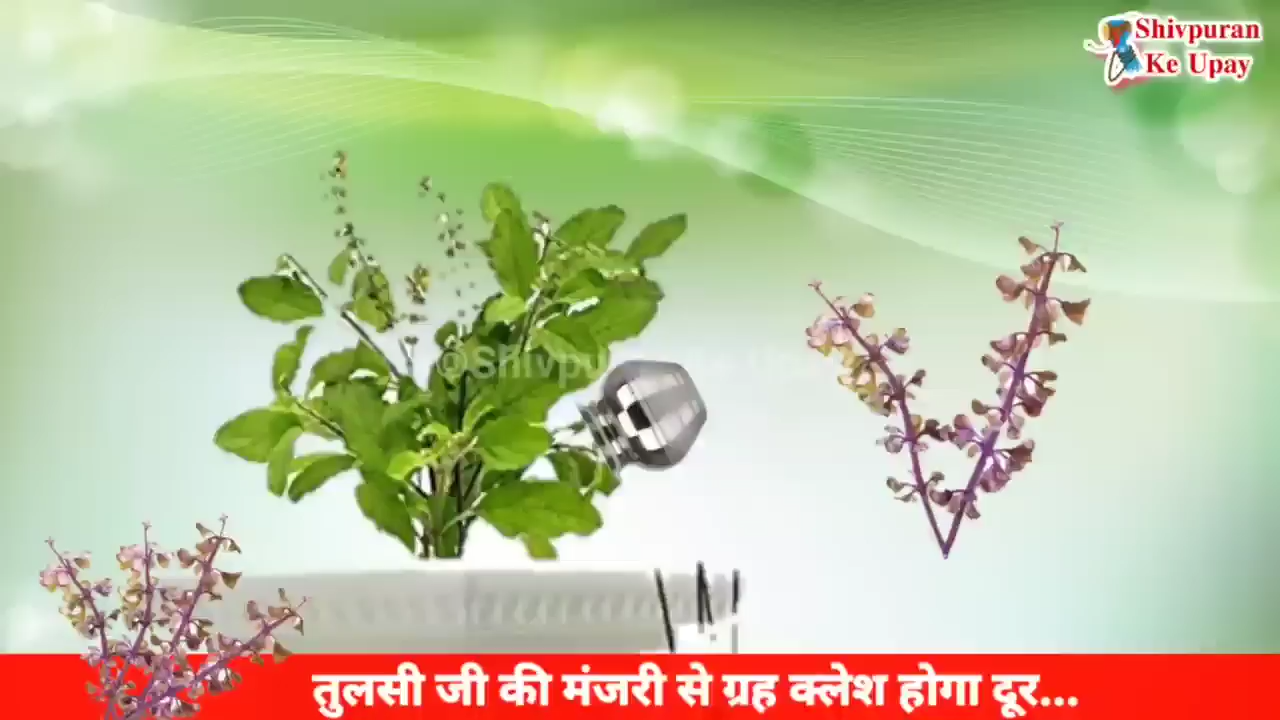 Shivpuran
Ke Upay
तुलसी जी की मंजरी से ग्रह क्लेश होगा दूर...